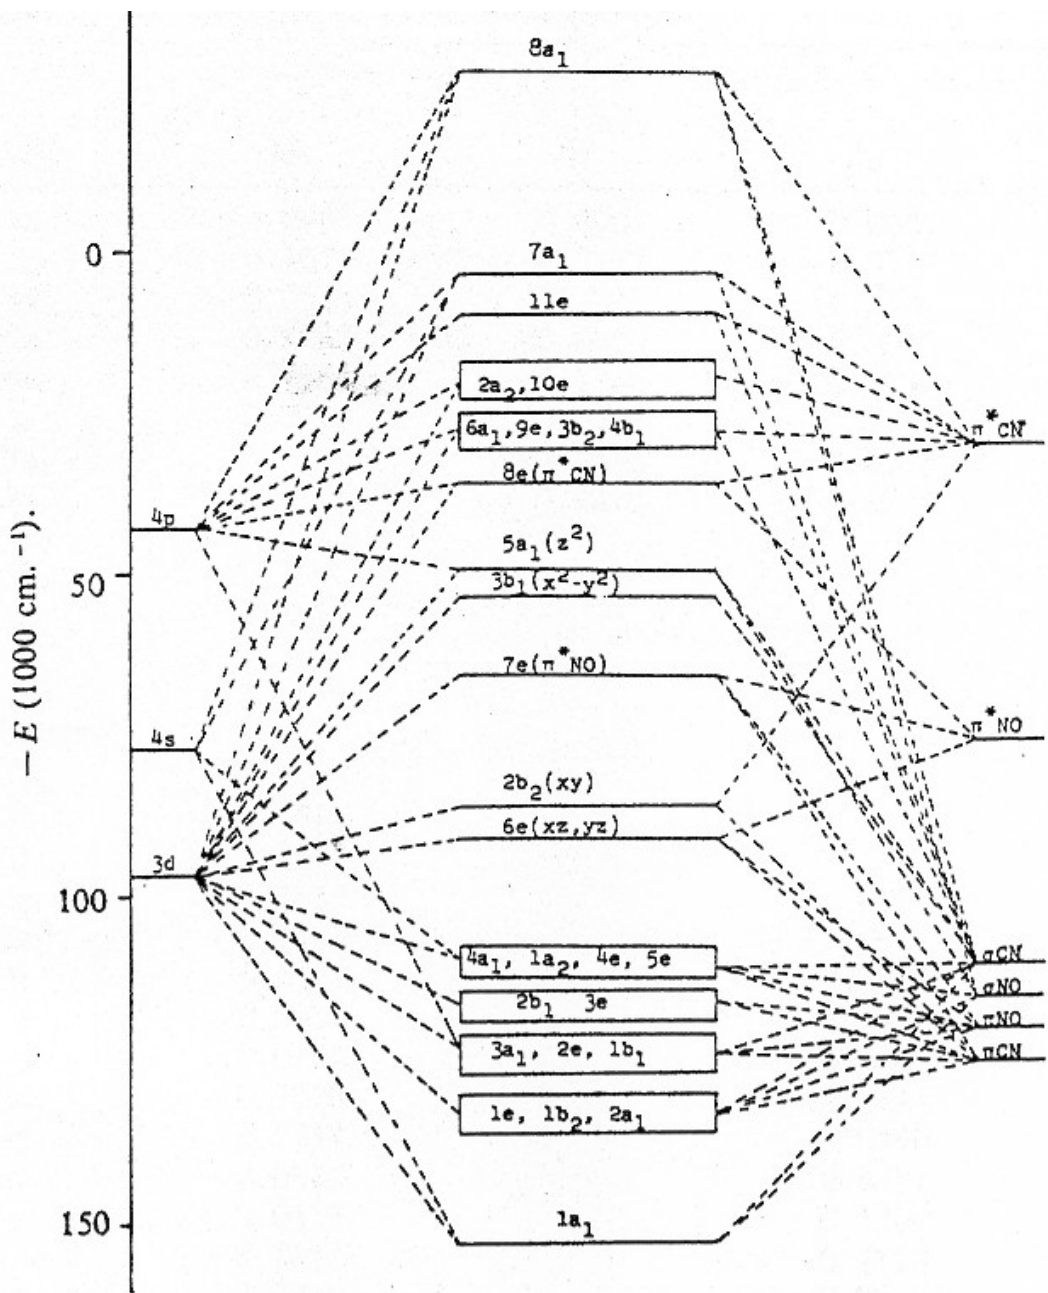 8a₁
0
7a₁
11e
2a₂,10e
6a₁,9e,3b₂,4b₁
π*CN
8e(π*CN)
4p
5a₁(z²)
50
3b₁(x²-y²)
7e(π*NO)
π*NO
4s
2b₂(xy)
6e(xz,yz)
3d
100
4a₁, 1a₂, 4e, 5e
σCN
2b₁ 3e
σNO
πNO
3a₁, 2e, 1b₁
πCN
1e, 1b₂, 2a₁
1a₁
150
—E (1000 cm.⁻¹)